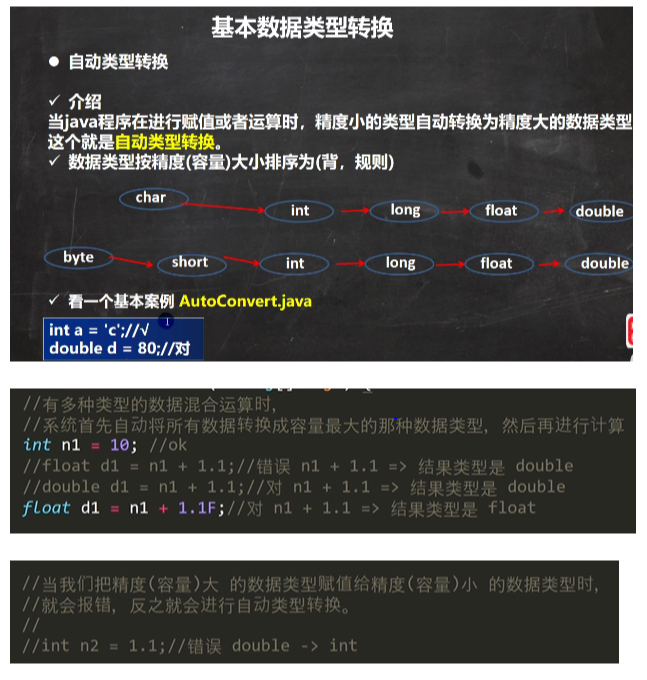 基本数据类型转换
● 自动类型转换
✓ 介绍
当java程序在进行赋值或者运算时，精度小的类型自动转换为精度大的数据类型
这个就是自动类型转换。
✓ 数据类型按精度(容量)大小排序为(背，规则)
char int long float double
byte short int long float double
✓ 看一个基本案例 AutoConvert.java
int a = 'c';//√
double d = 80;//对
//有多种类型的数据混合运算时，
//系统首先自动将所有数据转换成容量最大的那种数据类型，然后再进行计算
int n1 = 10; //ok
//float d1 = n1 + 1.1;//错误 n1 + 1.1 => 结果类型是 double
//double d1 = n1 + 1.1;//对 n1 + 1.1 => 结果类型是 double
float d1 = n1 + 1.1F;//对 n1 + 1.1 => 结果类型是 float
//当我们把精度(容量)大 的数据类型赋值给精度(容量)小 的数据类型时，
//就会报错，反之就会进行自动类型转换。
//
//int n2 = 1.1;//错误 double -> int